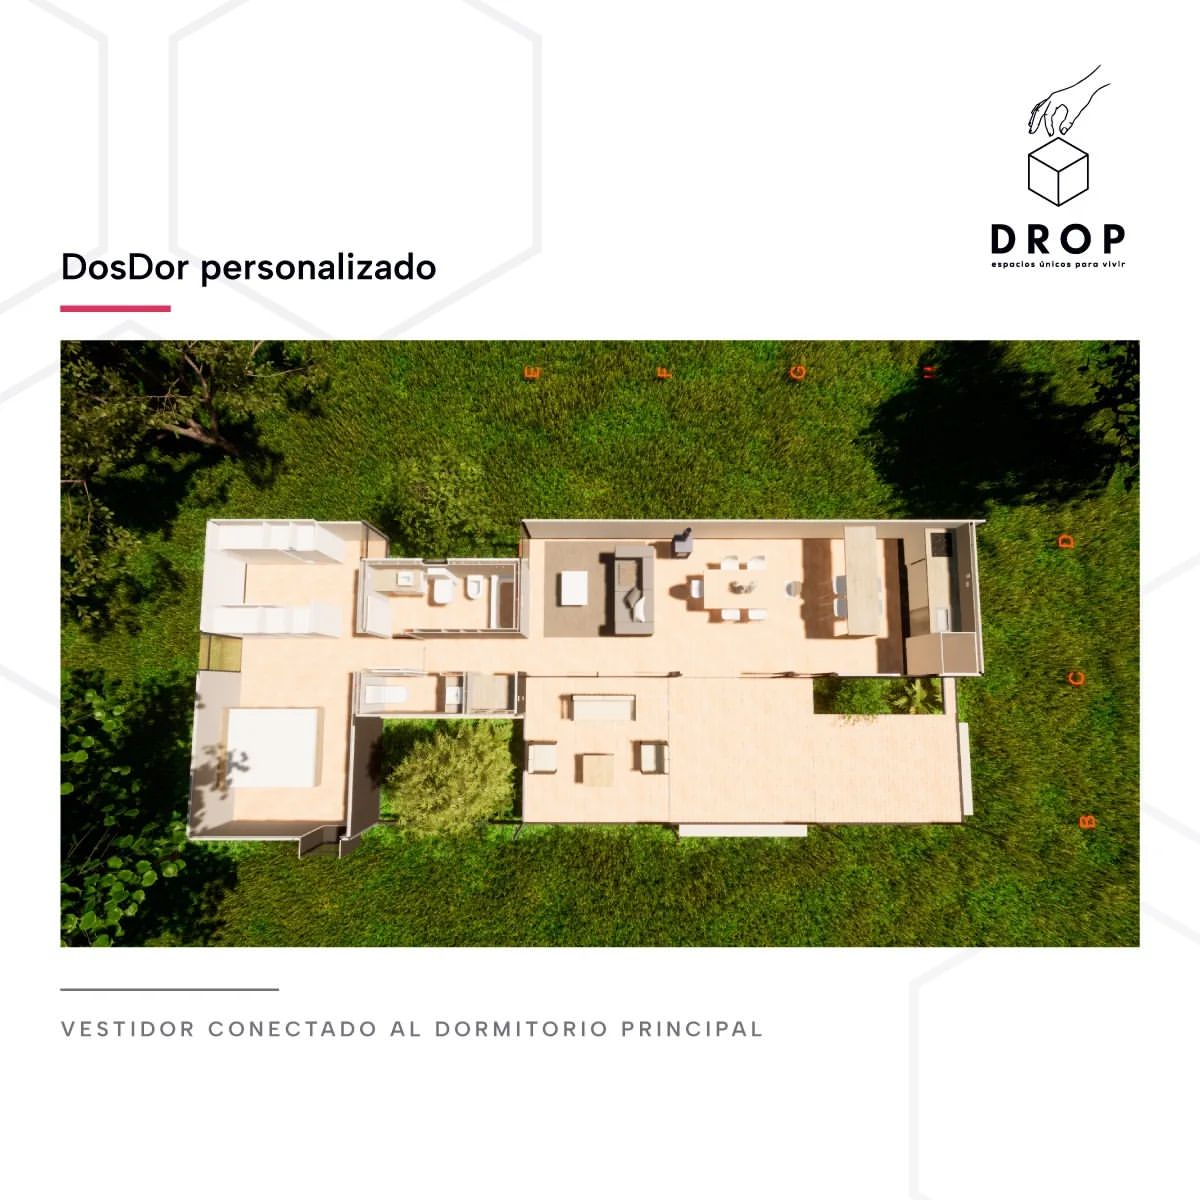 DROP
espacios únicos para vivir
DosDor personalizado
E F G H
D
C
B
VESTIDOR CONECTADO AL DORMITORIO PRINCIPAL